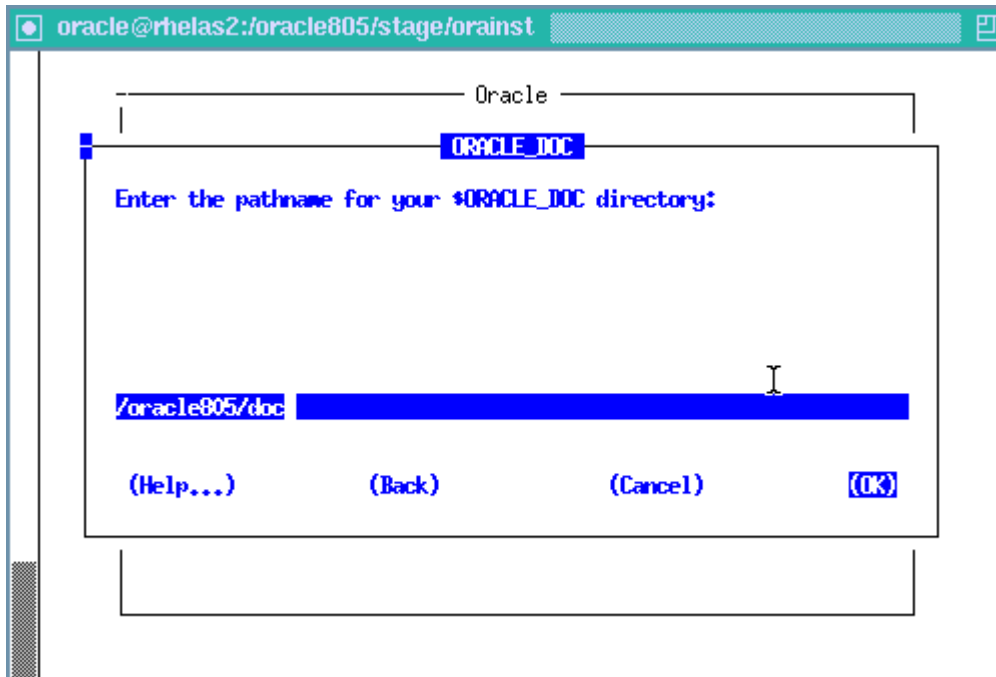 oracle@rhelas2:/oracle805/stage/orainst
Oracle
ORACLE_DOC
Enter the pathname for your $ORACLE_DOC directory:
/oracle805/doc
(Help...) (Back) (Cancel) (OK)